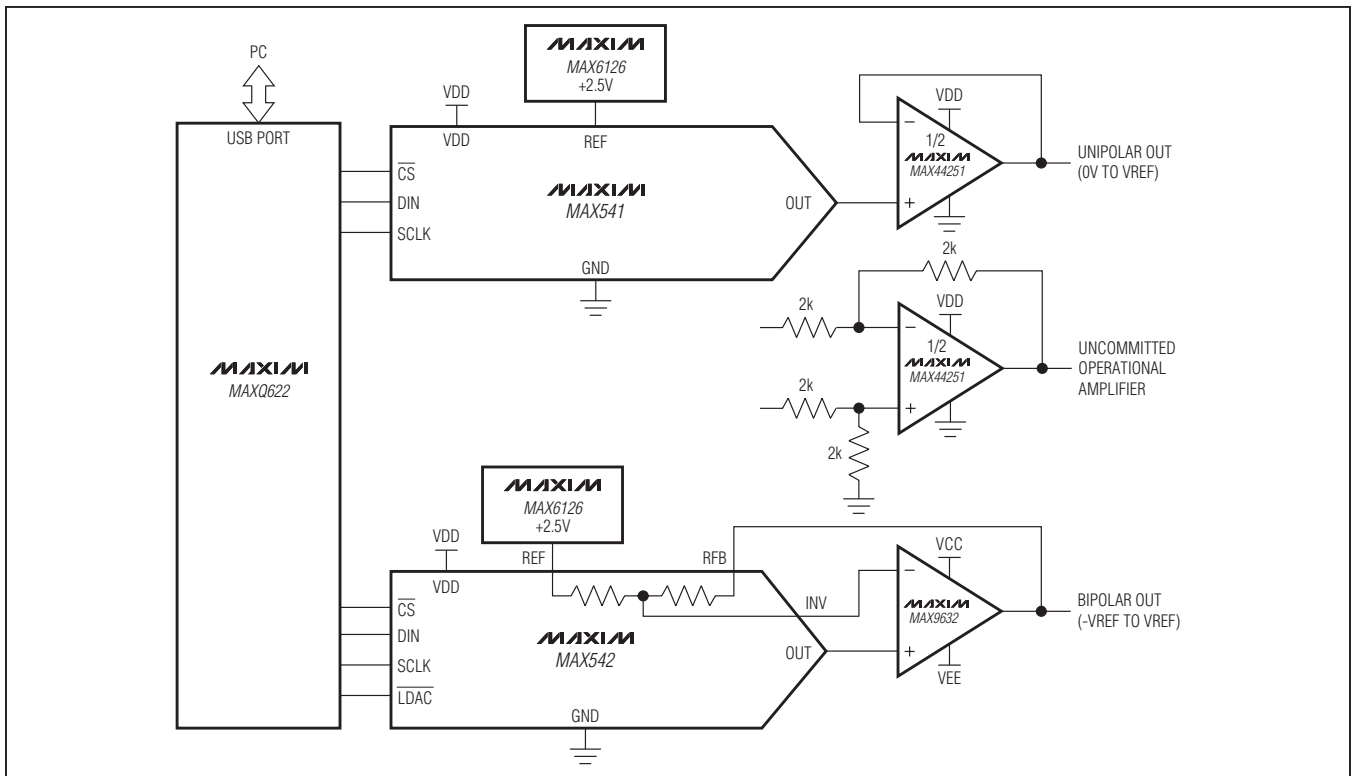 PC
USB PORT
MAXIM
MAXQ622
MAXIM
MAX6126
+2.5V
VDD
VDD
REF
CS
DIN
SCLK
MAXIM
MAX541
OUT
GND
VDD
−
1/2
MAXIM
MAX44251
+
UNIPOLAR OUT
(0V TO VREF)
2k
2k
VDD
−
1/2
MAXIM
MAX44251
+
2k
2k
UNCOMMITTED
OPERATIONAL
AMPLIFIER
MAXIM
MAX6126
+2.5V
VDD
VDD
REF
RFB
CS
DIN
SCLK
LDAC
MAXIM
MAX542
INV
OUT
GND
VCC
−
MAXIM
MAX9632
+
VEE
BIPOLAR OUT
(-VREF TO VREF)